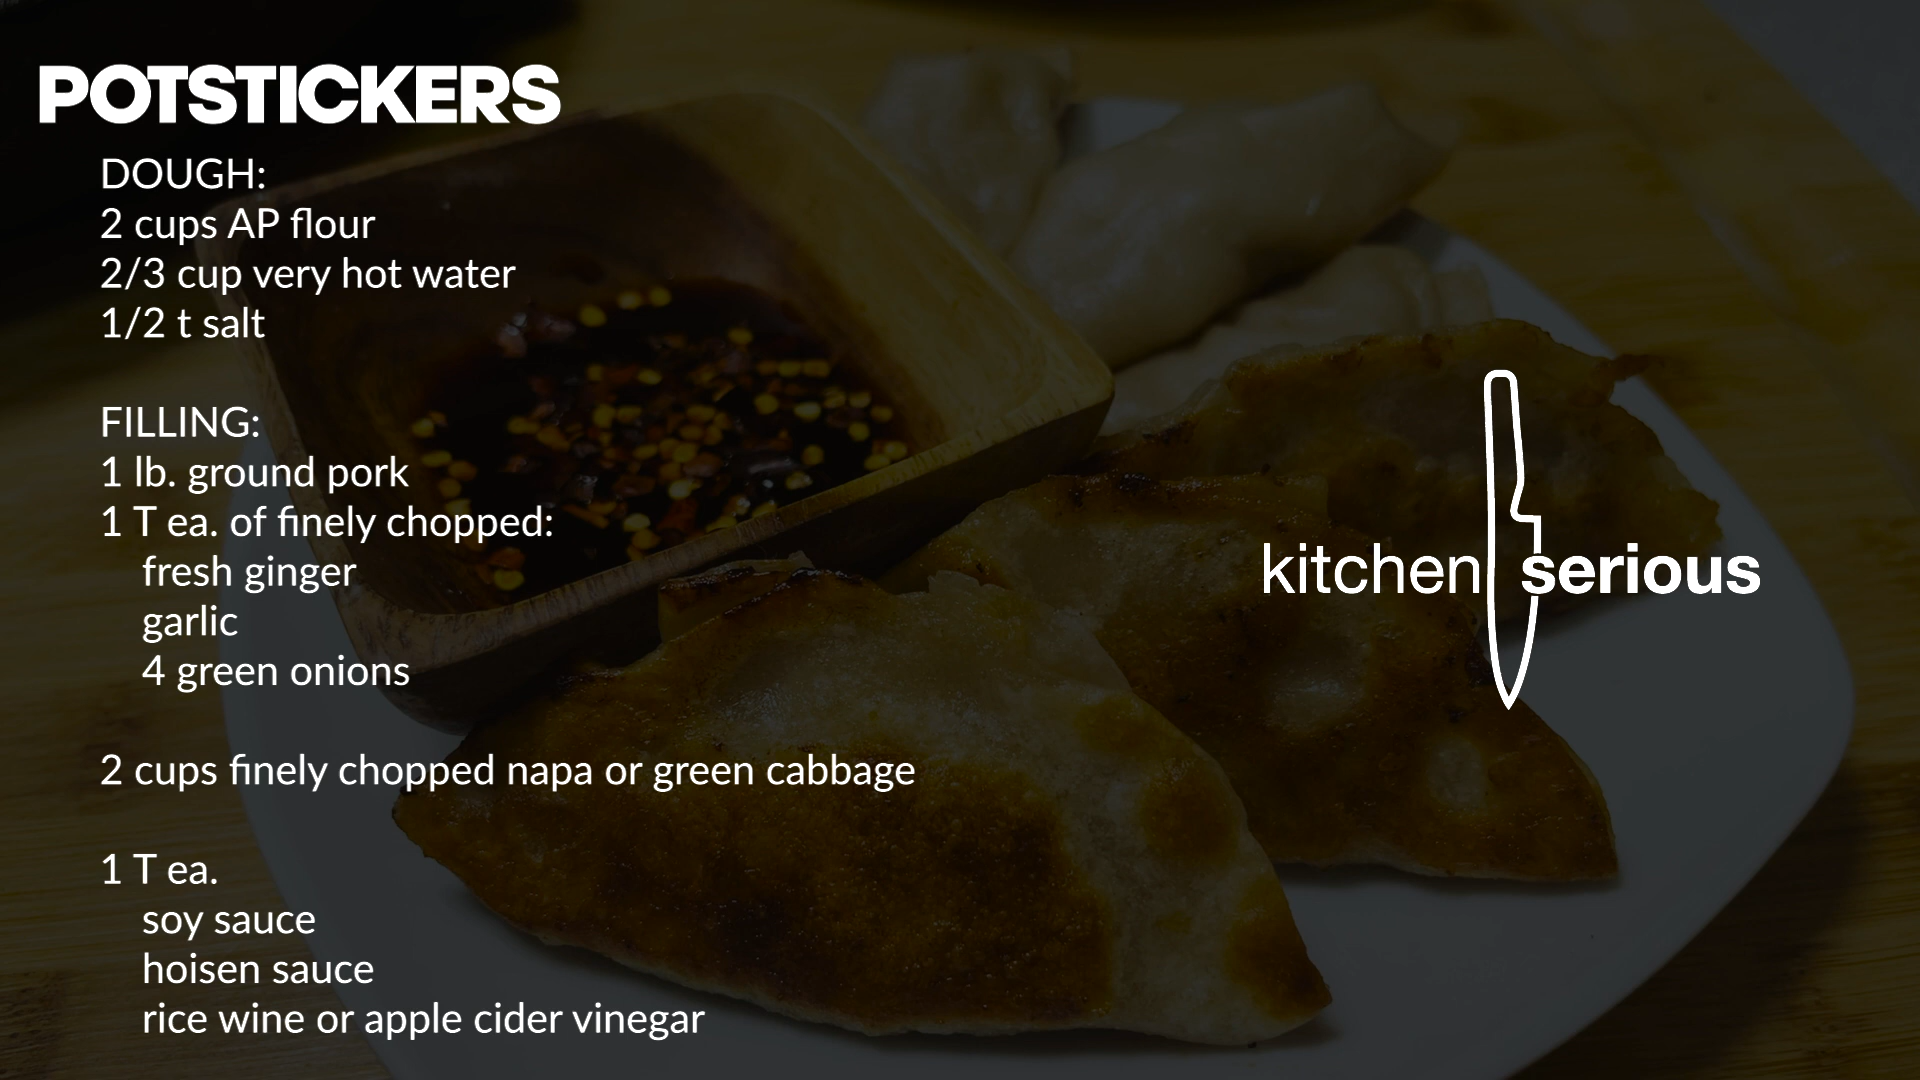 POTSTICKERS
DOUGH:
2 cups AP flour
2/3 cup very hot water
1/2 t salt
FILLING:
1 lb. ground pork
1 T ea. of finely chopped:
fresh ginger
garlic
4 green onions
2 cups finely chopped napa or green cabbage
1 T ea.
soy sauce
hoisen sauce
rice wine or apple cider vinegar
kitchen serious